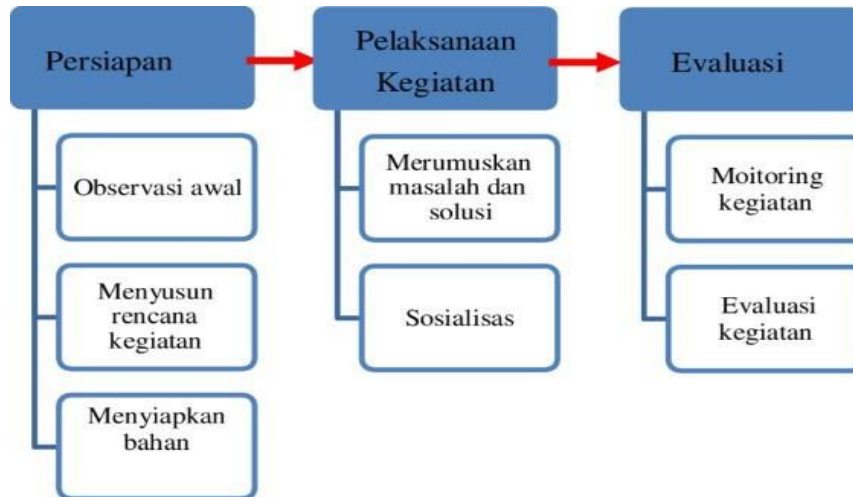 Persiapan
Observasi awal
Menyusun
rencana
kegiatan
Menyiapkan
bahan
Pelaksanaan
Kegiatan
Merumuskan
masalah dan
solusi
Sosialisas
Evaluasi
Moitoring
kegiatan
Evaluasi
kegiatan